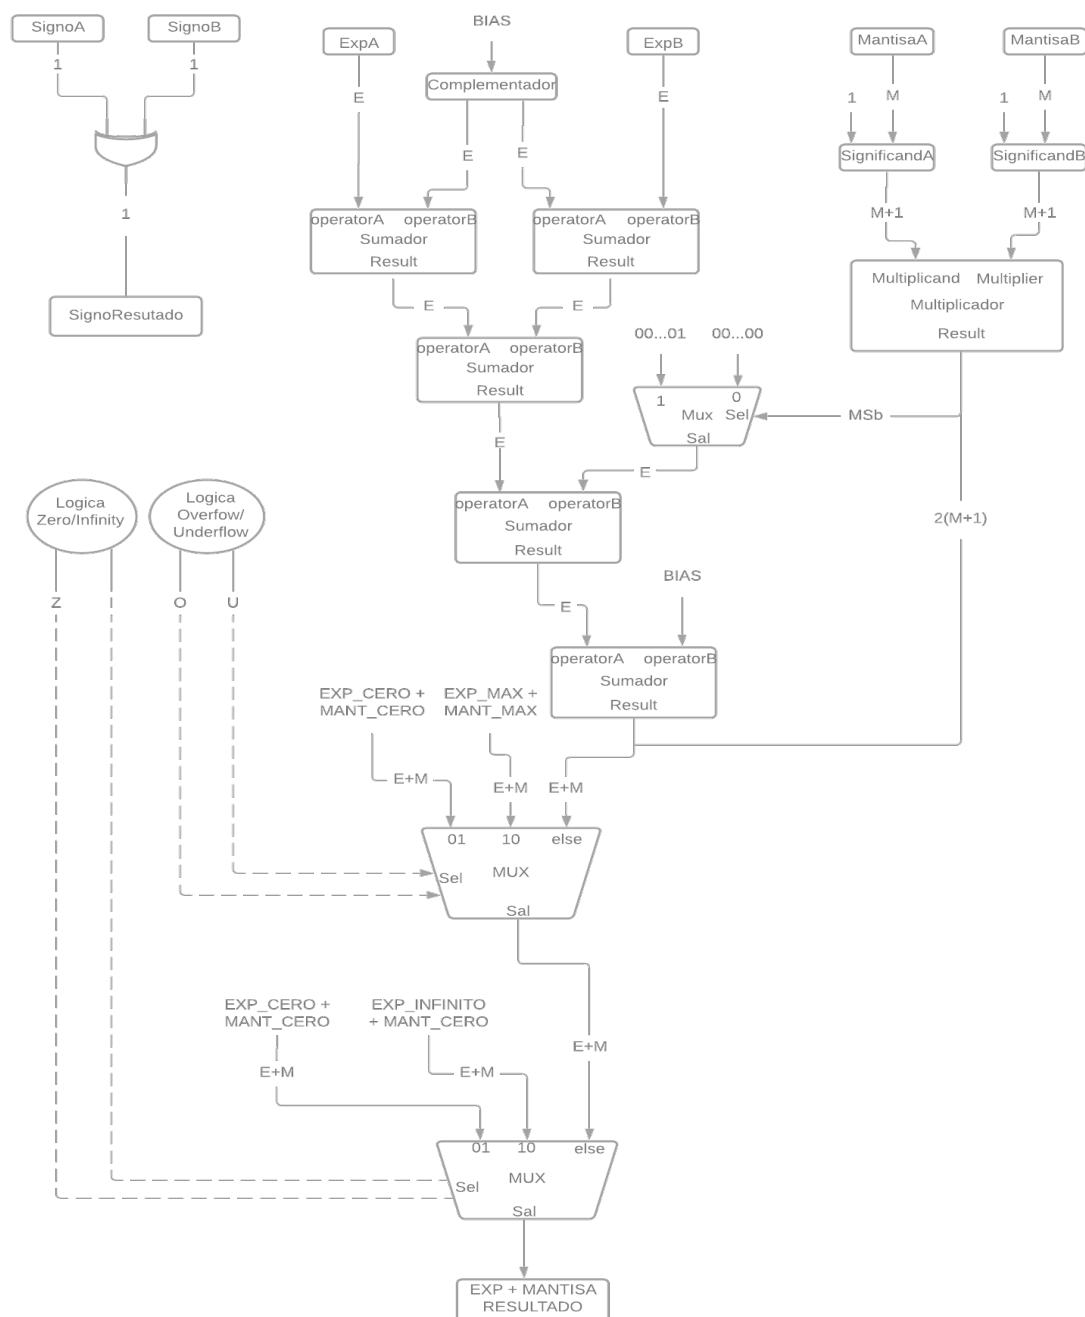 SignoA
SignoB
1
1
1
SignoResutado
BIAS
ExpA
ExpB
Complementador
E
E
E
E
operatorA operatorB
Sumador
Result
operatorA operatorB
Sumador
Result
E
E
operatorA operatorB
Sumador
Result
E
MantisaA
MantisaB
1
M
1
M
SignificandA
SignificandB
M+1
M+1
Multiplicand Multiplier
Multiplicador
Result
00...01
00...00
1
0
Mux Sel
Sal
MSb
E
operatorA operatorB
Sumador
Result
2(M+1)
Logica
Zero/Infinity
Logica
Overfow/
Underflow
Z
I
O
U
E
BIAS
operatorA operatorB
Sumador
Result
EXP_CERO +
MANT_CERO
EXP_MAX +
MANT_MAX
E+M
E+M
E+M
01
10
else
Sel
MUX
Sal
EXP_CERO +
MANT_CERO
EXP_INFINITO
+ MANT_CERO
E+M
E+M
E+M
01
10
else
Sel
MUX
Sal
EXP + MANTISA
RESULTADO